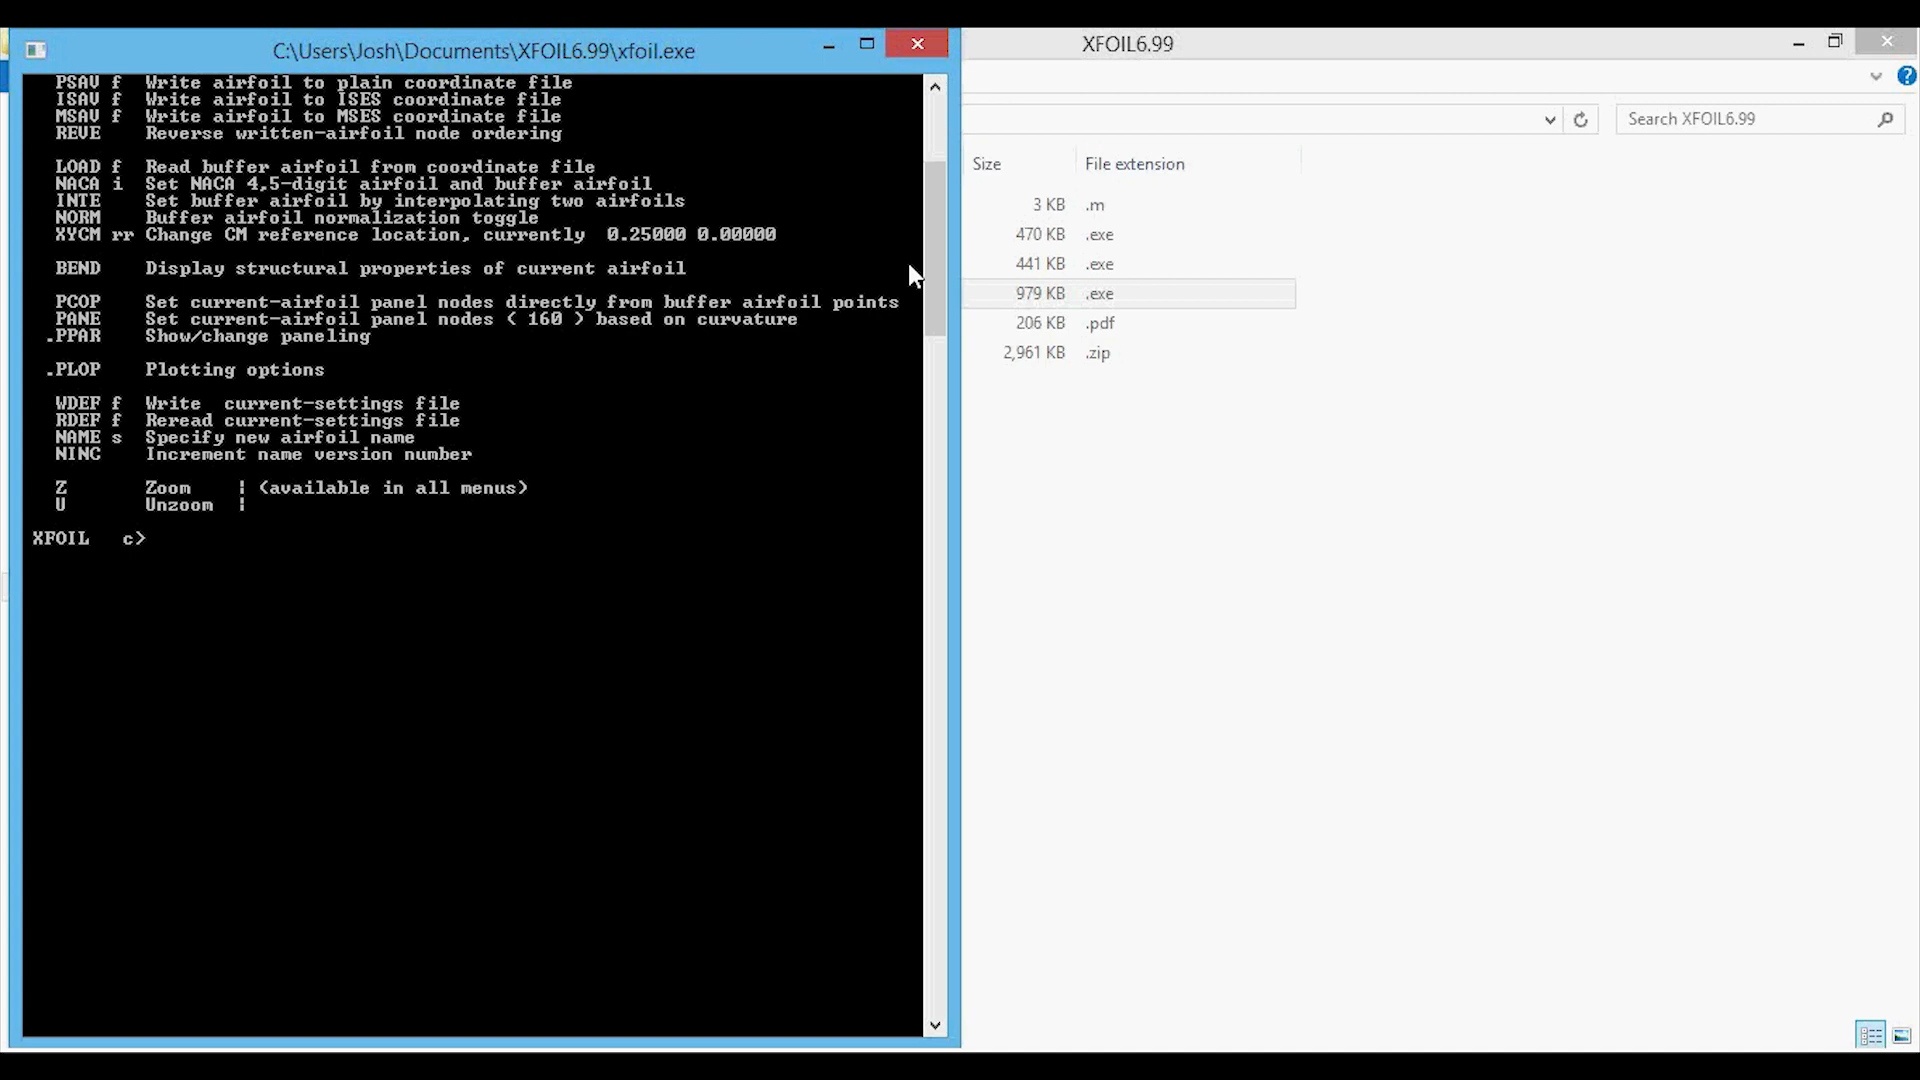 C:\Users\Josh\Documents\XFOIL6.99\xfoil.exe
PSAV f Write airfoil to plain coordinate file
ISAV f Write airfoil to ISES coordinate file
MSAV f Write airfoil to MSES coordinate file
REVE Reverse written-airfoil node ordering
LOAD f Read buffer airfoil from coordinate file
NACA i Set NACA 4,5-digit airfoil and buffer airfoil
INTE Set buffer airfoil by interpolating two airfoils
NORM Buffer airfoil normalization toggle
XYCM rr Change CM reference location, currently 0.25000 0.00000
BEND Display structural properties of current airfoil
PCOP Set current-airfoil panel nodes directly from buffer airfoil points
PANE Set current-airfoil panel nodes ( 160 ) based on curvature
.PPAR Show/change paneling
.PLOP Plotting options
WDEF f Write current-settings file
RDEF f Reread current-settings file
NAME s Specify new airfoil name
NINC Increment name version number
Z Zoom | (available in all menus)
U Unzoom |
XFOIL c>
XFOIL6.99
Search XFOIL6.99
Size File extension
3 KB .m
470 KB .exe
441 KB .exe
979 KB .exe
206 KB .pdf
2,961 KB .zip